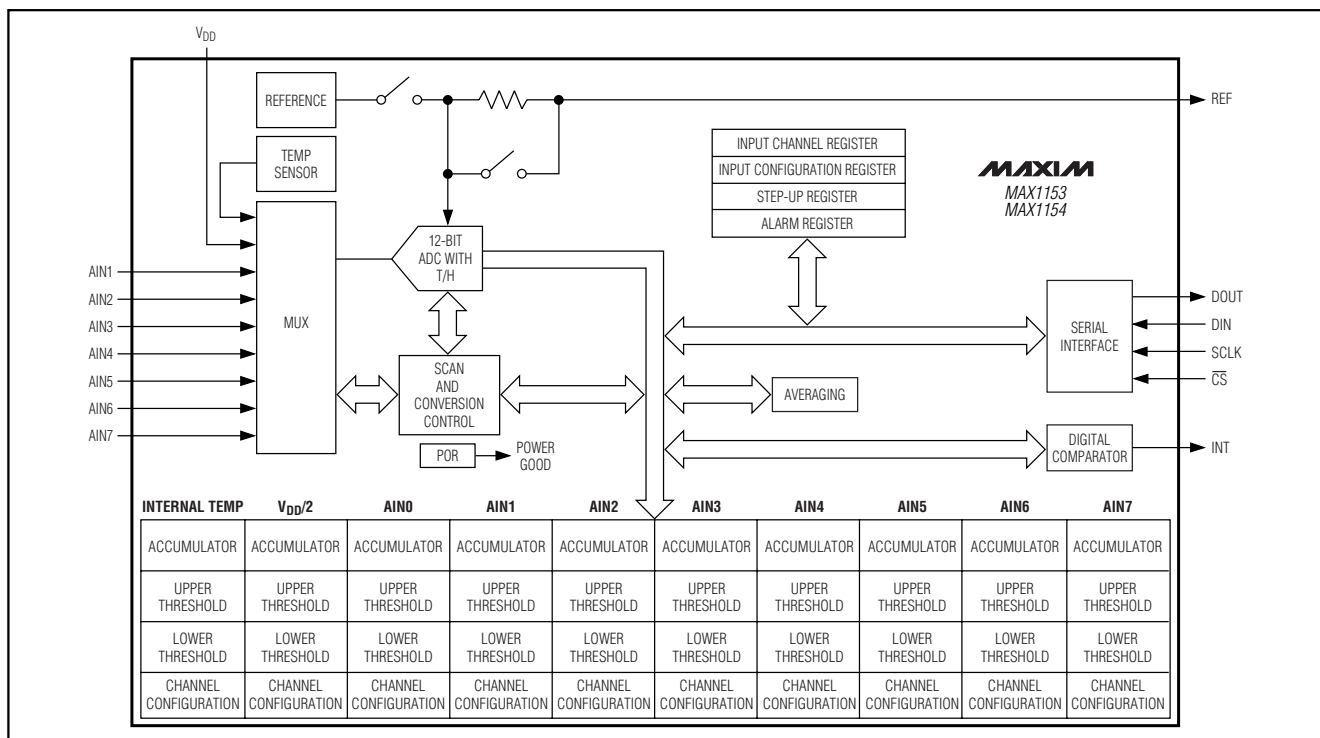 VDD
REFERENCE
REF
TEMP
SENSOR
INPUT CHANNEL REGISTER
INPUT CONFIGURATION REGISTER
STEP-UP REGISTER
ALARM REGISTER
MAXIM
MAX1153
MAX1154
12-BIT
ADC WITH
T/H
MUX
AIN1
AIN2
AIN3
AIN4
AIN5
AIN6
AIN7
SCAN
AND
CONVERSION
CONTROL
POR
POWER
GOOD
AVERAGING
SERIAL
INTERFACE
DOUT
DIN
SCLK
CS
DIGITAL
COMPARATOR
INT
INTERNAL TEMP VDD/2 AIN0 AIN1 AIN2 AIN3 AIN4 AIN5 AIN6 AIN7
ACCUMULATOR ACCUMULATOR ACCUMULATOR ACCUMULATOR ACCUMULATOR ACCUMULATOR ACCUMULATOR ACCUMULATOR ACCUMULATOR ACCUMULATOR
UPPER UPPER UPPER UPPER UPPER UPPER UPPER UPPER UPPER UPPER
THRESHOLD THRESHOLD THRESHOLD THRESHOLD THRESHOLD THRESHOLD THRESHOLD THRESHOLD THRESHOLD THRESHOLD
LOWER LOWER LOWER LOWER LOWER LOWER LOWER LOWER LOWER LOWER
THRESHOLD THRESHOLD THRESHOLD THRESHOLD THRESHOLD THRESHOLD THRESHOLD THRESHOLD THRESHOLD THRESHOLD
CHANNEL CHANNEL CHANNEL CHANNEL CHANNEL CHANNEL CHANNEL CHANNEL CHANNEL CHANNEL
CONFIGURATION CONFIGURATION CONFIGURATION CONFIGURATION CONFIGURATION CONFIGURATION CONFIGURATION CONFIGURATION CONFIGURATION CONFIGURATION